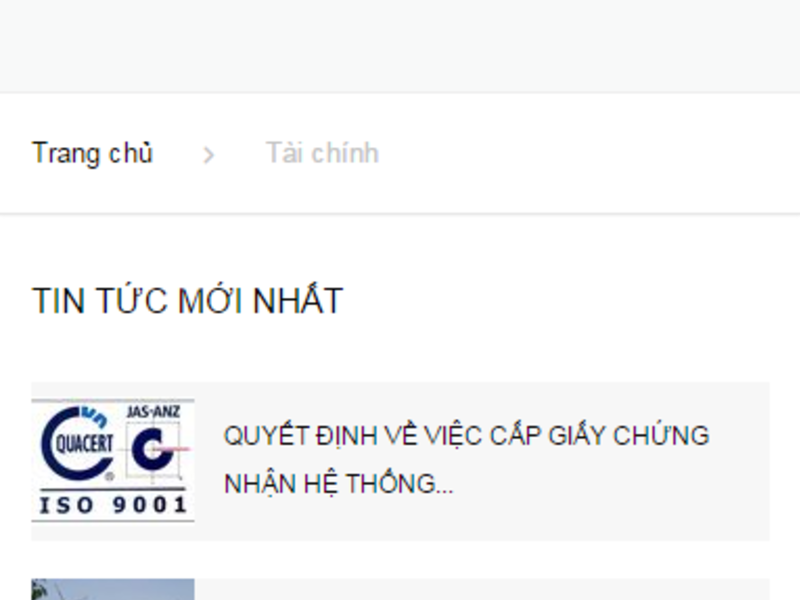 Trang chủ > Tài chính
TIN TỨC MỚI NHẤT
JAS-ANZ
QUACERT
ISO 9001
QUYẾT ĐỊNH VỀ VIỆC CẤP GIẤY CHỨNG
NHẬN HỆ THỐNG...